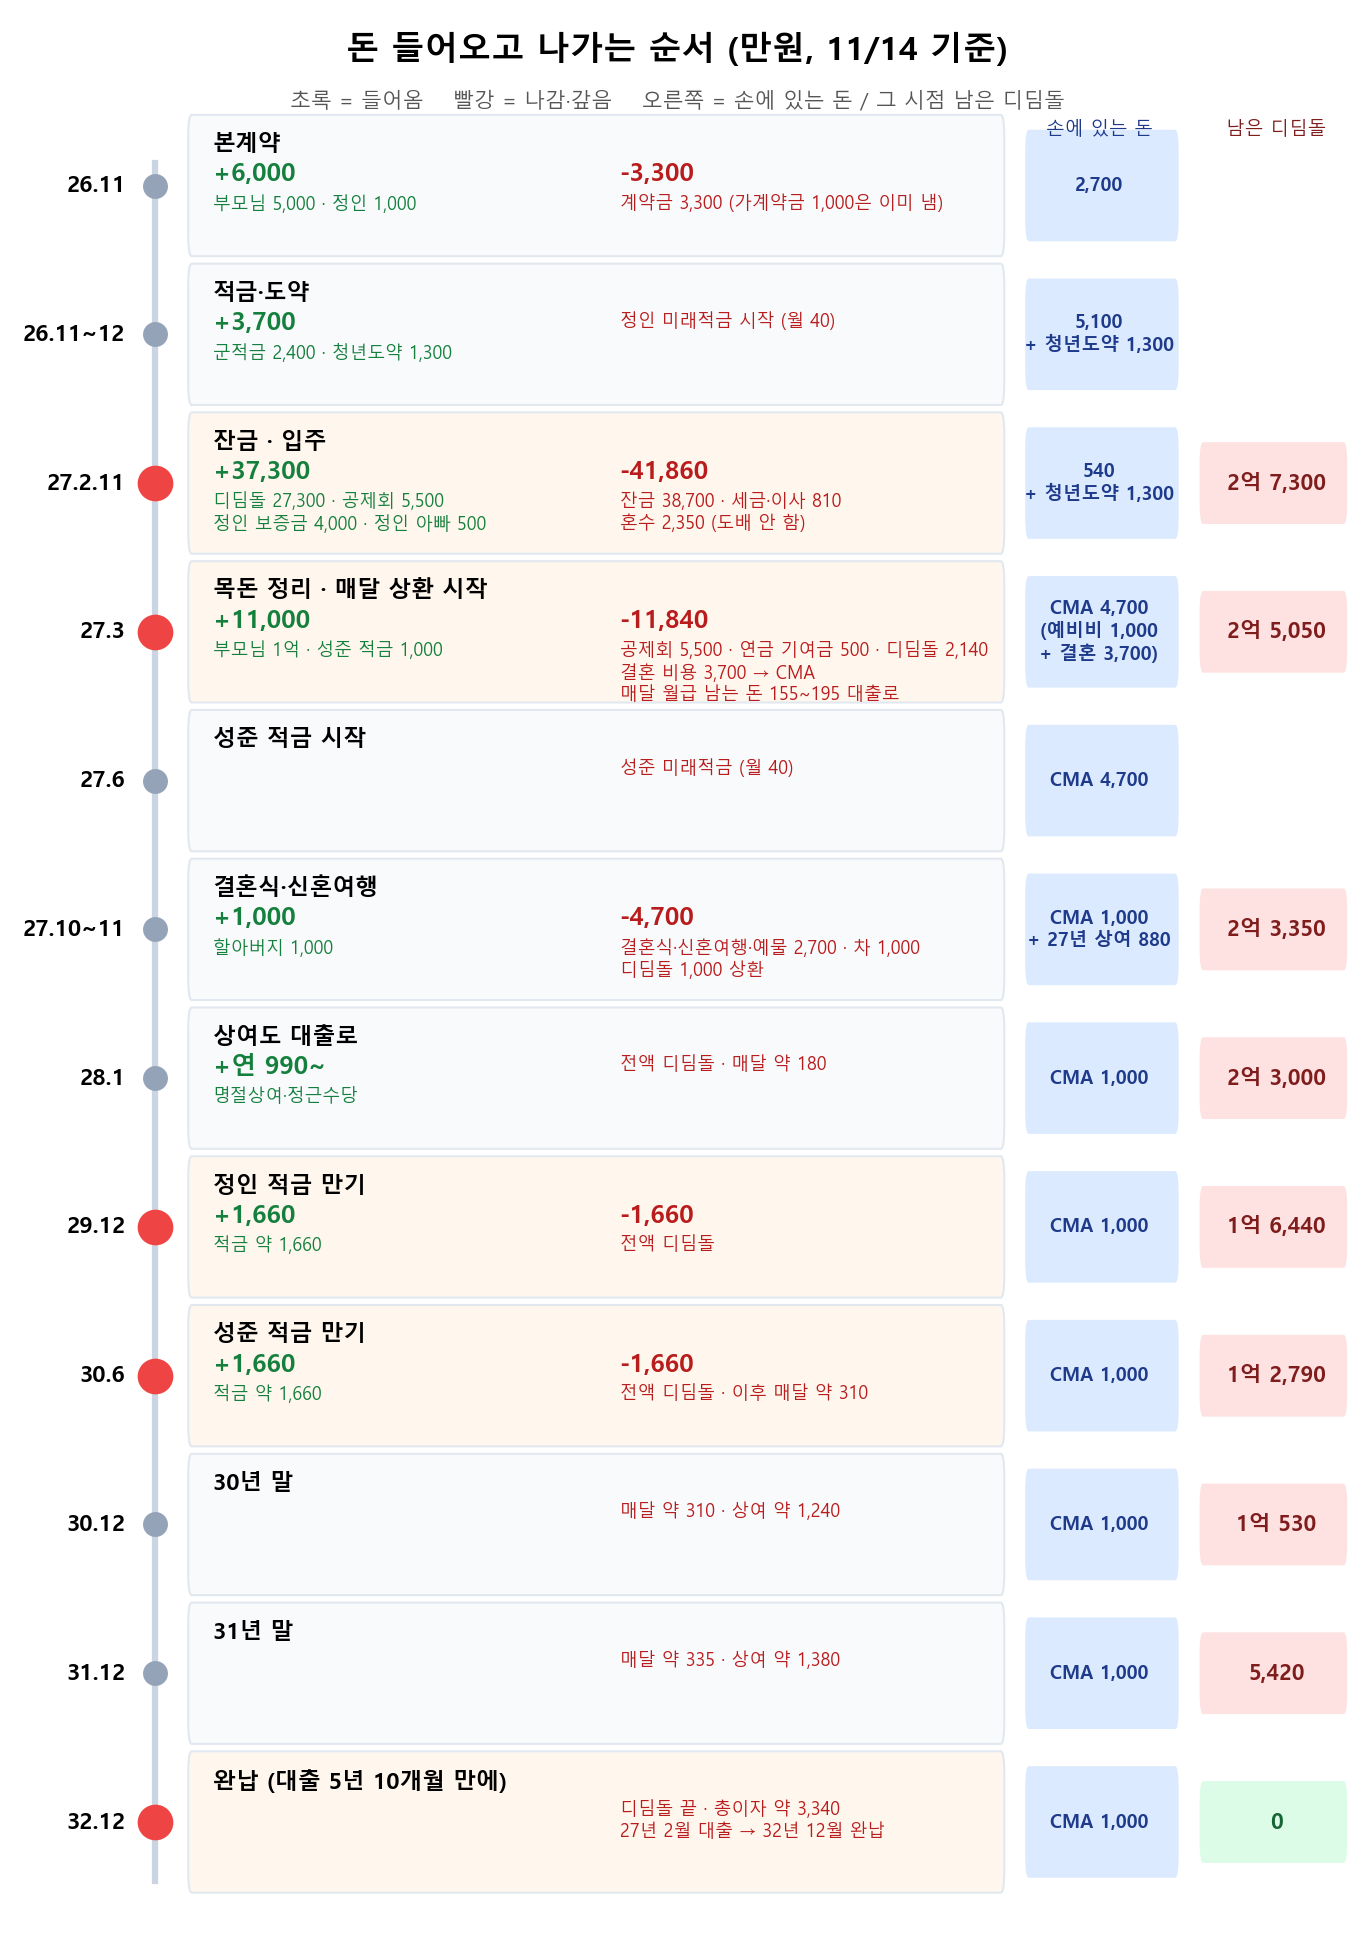 돈 들어오고 나가는 순서 (만원, 11/14 기준)
초록 = 들어옴 빨강 = 나감·갚음 오른쪽 = 손에 있는 돈 / 그 시점 남은 디딤돌
손에 있는 돈 남은 디딤돌
26.11
본계약
+6,000
부모님 5,000 · 정인 1,000
-3,300
계약금 3,300 (가계약금 1,000은 이미 냄)
2,700
26.11~12
적금·도약
+3,700
군적금 2,400 · 청년도약 1,300
정인 미래적금 시작 (월 40)
5,100
+ 청년도약 1,300
27.2.11
잔금 · 입주
+37,300
디딤돌 27,300 · 공제회 5,500
정인 보증금 4,000 · 정인 아빠 500
-41,860
잔금 38,700 · 세금·이사 810
혼수 2,350 (도배 안 함)
540
+ 청년도약 1,300
2억 7,300
27.3
목돈 정리 · 매달 상환 시작
+11,000
부모님 1억 · 성준 적금 1,000
-11,840
공제회 5,500 · 연금 기여금 500 · 디딤돌 2,140
결혼 비용 3,700 → CMA
매달 월급 남는 돈 155~195 대출로
CMA 4,700
(예비비 1,000
+ 결혼 3,700)
2억 5,050
27.6
성준 적금 시작
성준 미래적금 (월 40)
CMA 4,700
27.10~11
결혼식·신혼여행
+1,000
할아버지 1,000
-4,700
결혼식·신혼여행·예물 2,700 · 차 1,000
디딤돌 1,000 상환
CMA 1,000
+ 27년 상여 880
2억 3,350
28.1
상여도 대출로
+연 990~
명절상여·정근수당
전액 디딤돌 · 매달 약 180
CMA 1,000
2억 3,000
29.12
정인 적금 만기
+1,660
적금 약 1,660
-1,660
전액 디딤돌
CMA 1,000
1억 6,440
30.6
성준 적금 만기
+1,660
적금 약 1,660
-1,660
전액 디딤돌 · 이후 매달 약 310
CMA 1,000
1억 2,790
30.12
30년 말
매달 약 310 · 상여 약 1,240
CMA 1,000
1억 530
31.12
31년 말
매달 약 335 · 상여 약 1,380
CMA 1,000
5,420
32.12
완납 (대출 5년 10개월 만에)
디딤돌 끝 · 총이자 약 3,340
27년 2월 대출 → 32년 12월 완납
CMA 1,000
0